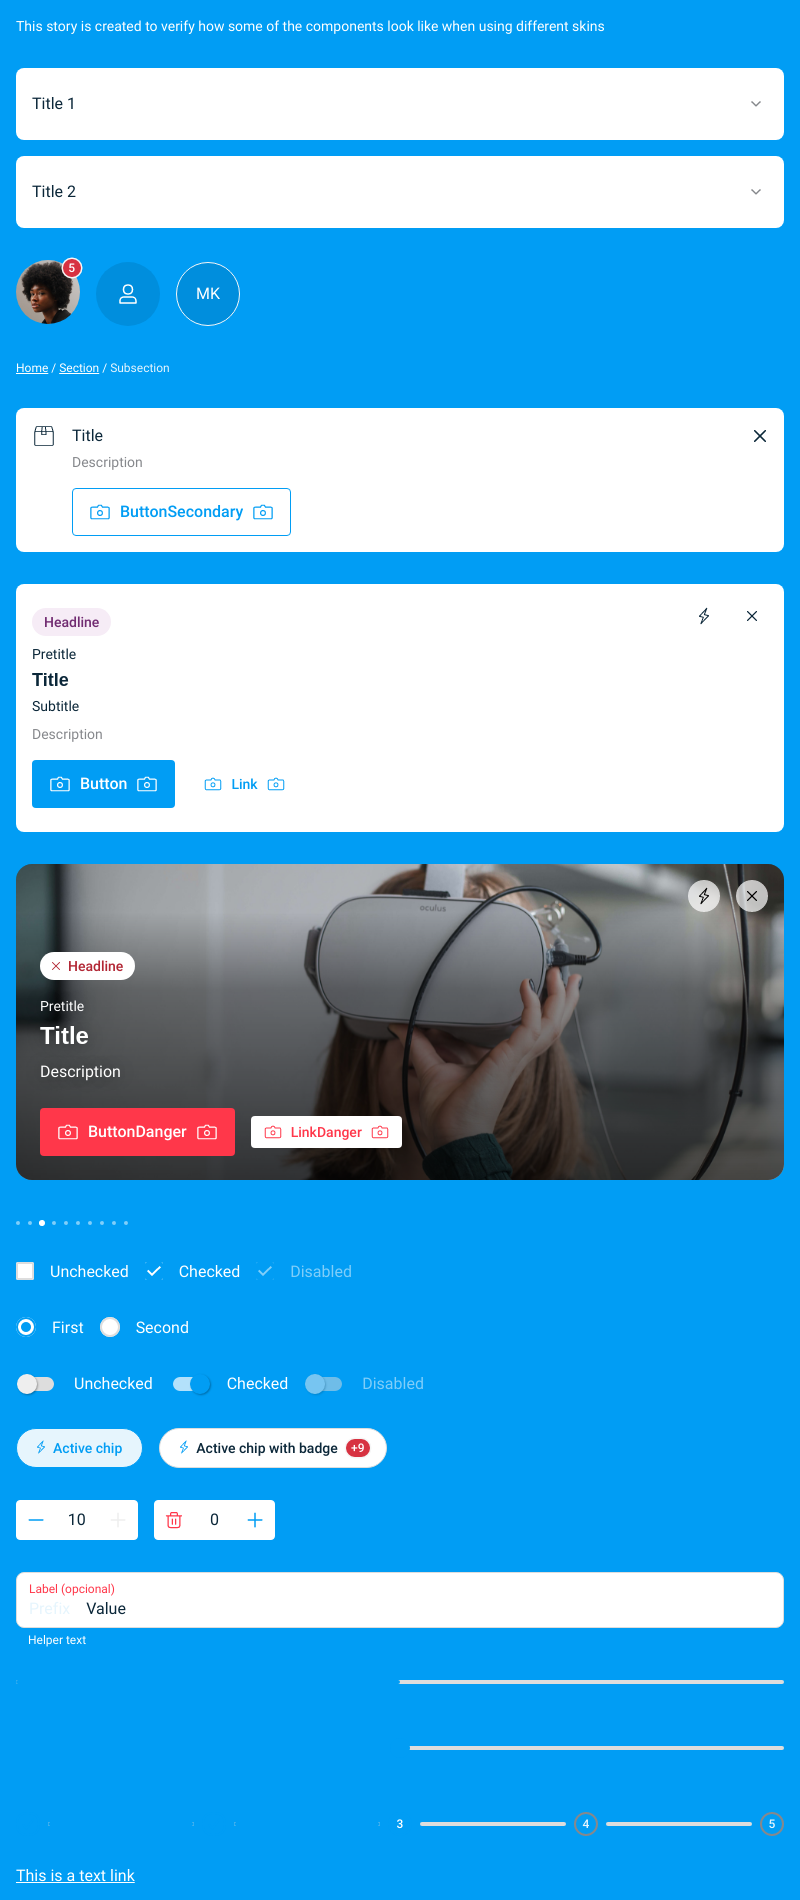 This story is created to verify how some of the components look like when using different skins
Title 1
Title 2
5
MK
Home / Section / Subsection
Title
Description
ButtonSecondary
Headline
Pretitle
Title
Subtitle
Description
Button Link
oculus
Headline
Pretitle
Title
Description
ButtonDanger LinkDanger
Unchecked Checked Disabled
First Second
Unchecked Checked Disabled
Active chip Active chip with badge +9
10 0
Label (opcional)
Prefix Value
Helper text
3 4 5
This is a text link